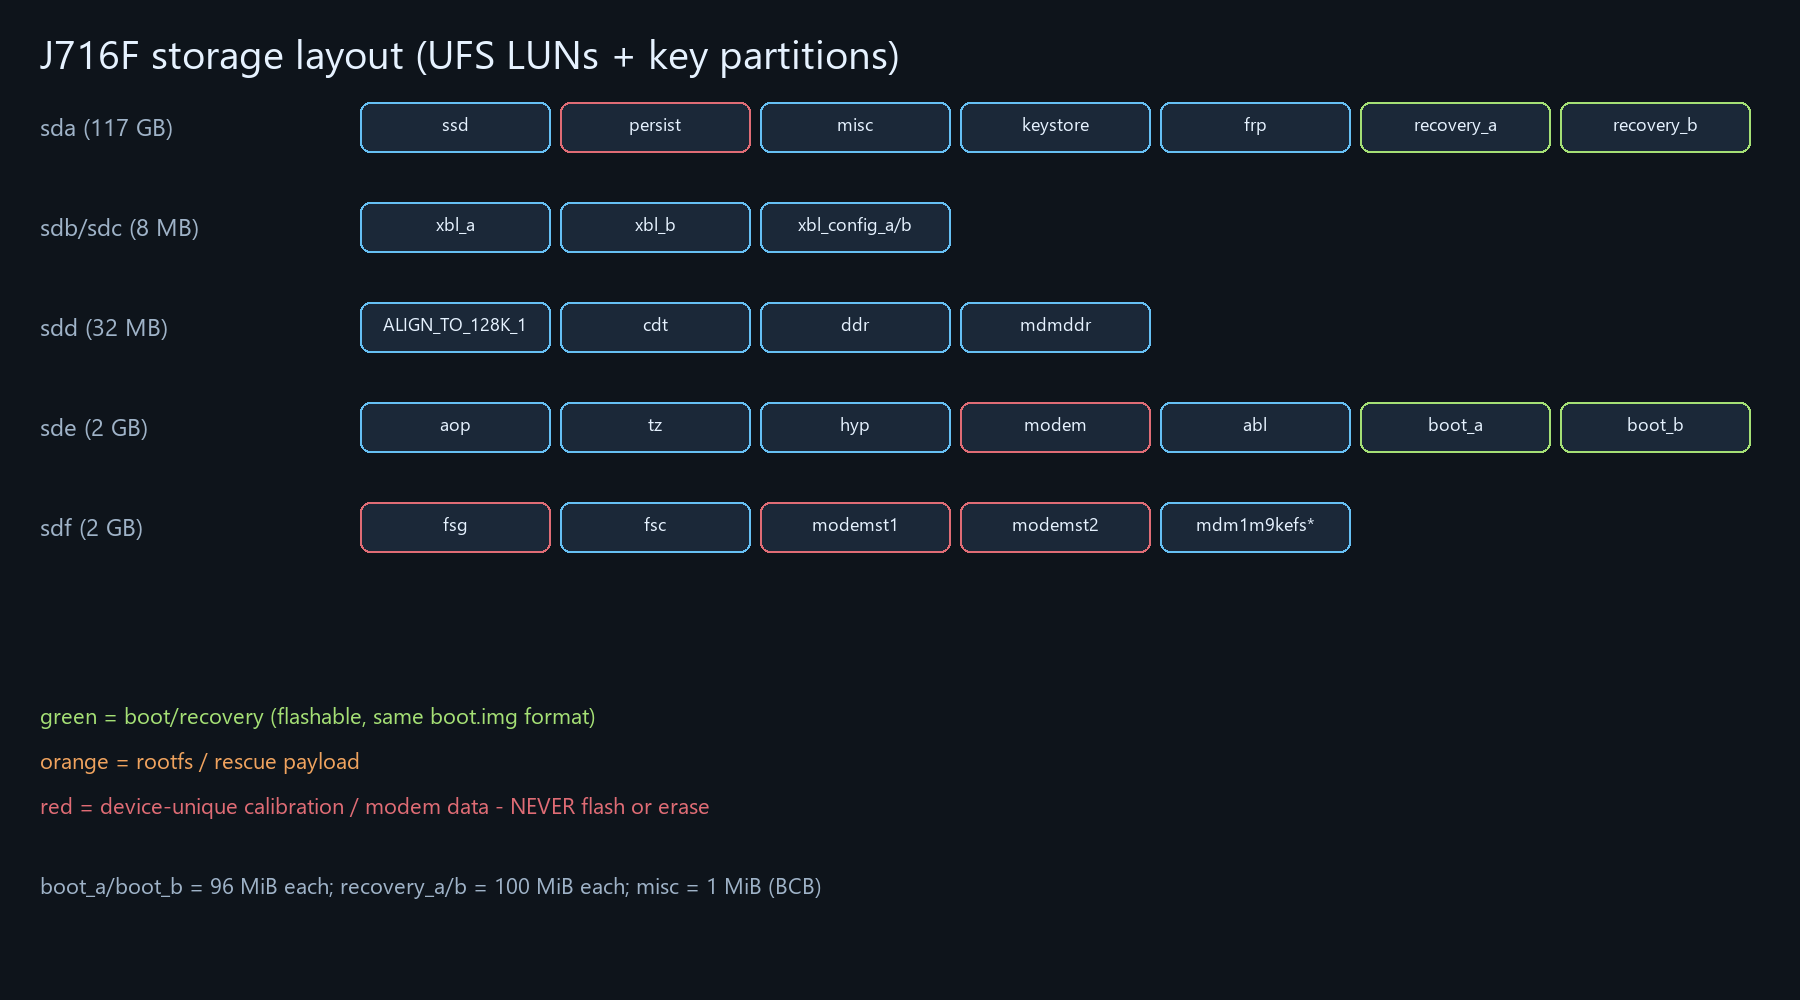 J716F storage layout (UFS LUNs + key partitions)
sda (117 GB) ssd persist misc keystore frp recovery_a recovery_b
sdb/sdc (8 MB) xbl_a xbl_b xbl_config_a/b
sdd (32 MB) ALIGN_TO_128K_1 cdt ddr mdmddr
sde (2 GB) aop tz hyp modem abl boot_a boot_b
sdf (2 GB) fsg fsc modemst1 modemst2 mdm1m9kefs*
green = boot/recovery (flashable, same boot.img format)
orange = rootfs / rescue payload
red = device-unique calibration / modem data - NEVER flash or erase
boot_a/boot_b = 96 MiB each; recovery_a/b = 100 MiB each; misc = 1 MiB (BCB)